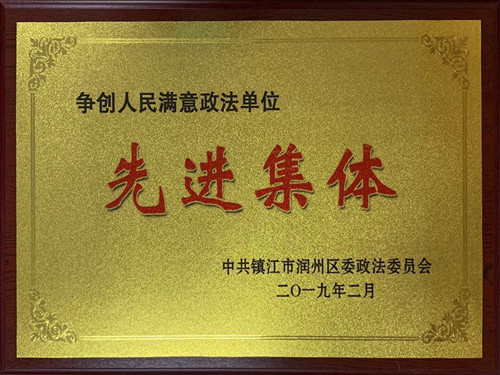 争创人民满意政法单位
先进集体
中共镇江市润州区委政法委员会
二〇一九年二月